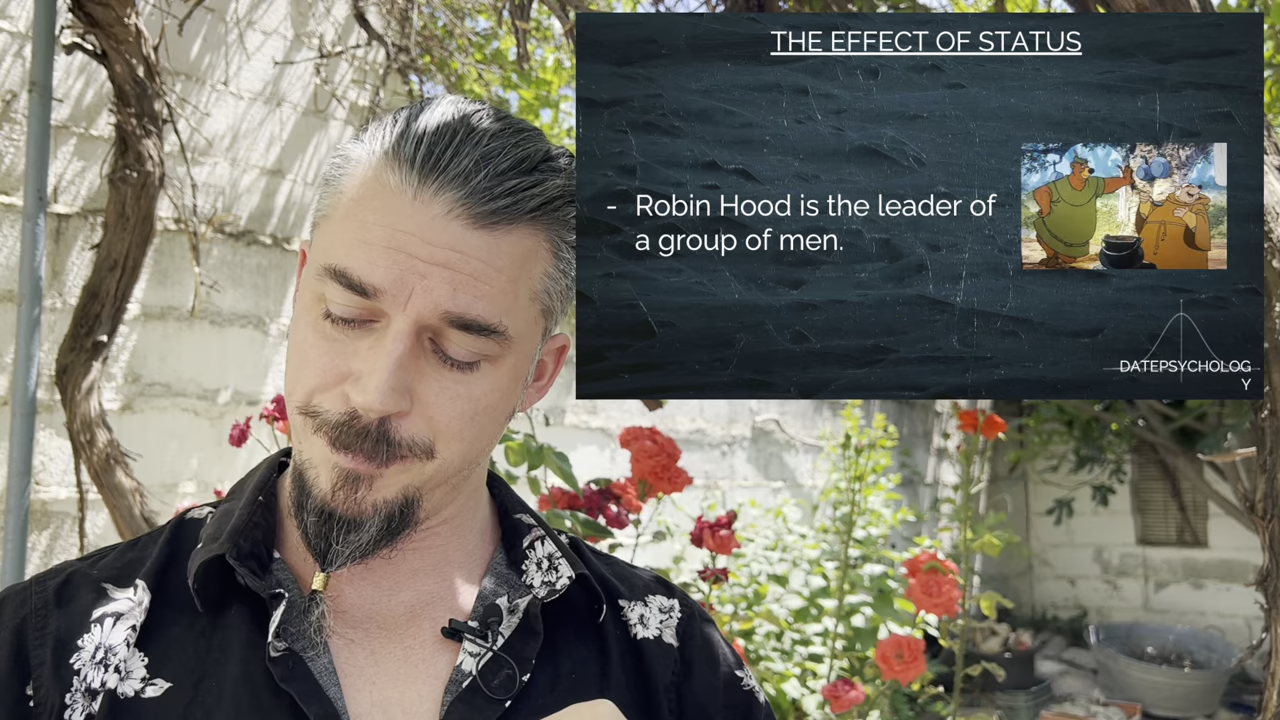 THE EFFECT OF STATUS
- Robin Hood is the leader of
a group of men.
DATEPSYCHOLOG
Y